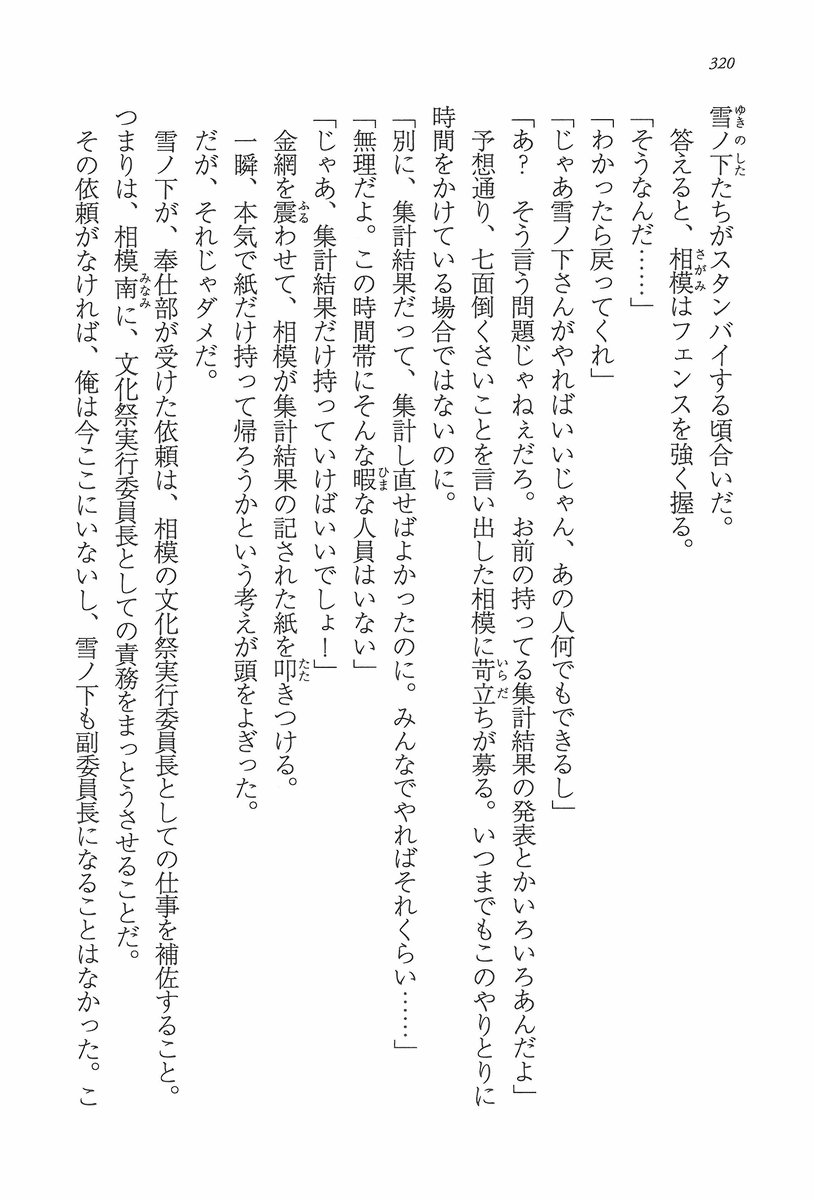 320
雪ノ下たちがスタンバイする頃合いだ。
答えると、相模はフェンスを強く握る。
「そうなんだ……」
「わかったら戻ってくれ」
「じゃあ雪ノ下さんがやればいいじゃん、あの人何でもできるし」
「あ？　そう言う問題じゃねぇだろ。お前の持ってる集計結果の発表とかいろいろあんだよ」
予想通り、七面倒くさいことを言い出した相模に苛立ちが募る。いつまでもこのやりとりに
時間をかけている場合ではないのに。
「別に、集計結果だって、集計し直せばよかったのに。みんなでやればそれくらい……」
「無理だよ。この時間帯にそんな暇な人員はいない」
「じゃあ、集計結果だけ持っていけばいいでしょ！」
金網を震わせて、相模が集計結果の記された紙を叩きつける。
一瞬、本気で紙だけ持って帰ろうかという考えが頭をよぎった。
だが、それじゃダメだ。
雪ノ下が、奉仕部が受けた依頼は、相模の文化祭実行委員長としての仕事を補佐すること。
つまりは、相模南に、文化祭実行委員長としての責務をまっとうさせることだ。
その依頼がなければ、俺は今ここにいないし、雪ノ下も副委員長になることはなかった。こ